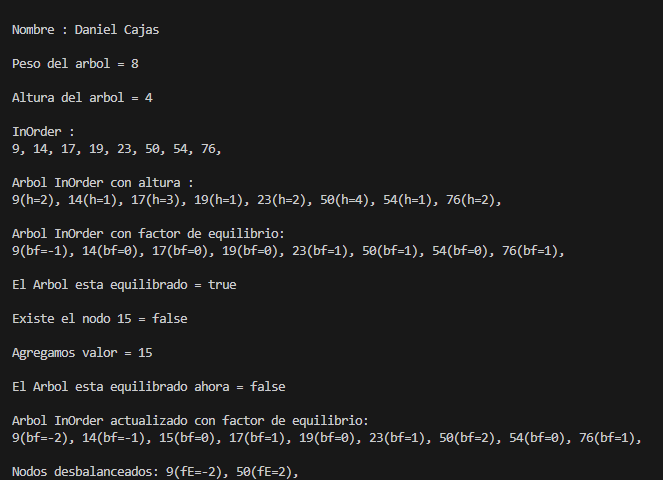 Nombre : Daniel Cajas
Peso del arbol = 8
Altura del arbol = 4
InOrder :
9, 14, 17, 19, 23, 50, 54, 76,
Arbol InOrder con altura :
9(h=2), 14(h=1), 17(h=3), 19(h=1), 23(h=2), 50(h=4), 54(h=1), 76(h=2),
Arbol InOrder con factor de equilibrio:
9(bf=-1), 14(bf=0), 17(bf=0), 19(bf=0), 23(bf=1), 50(bf=1), 54(bf=0), 76(bf=1),
El Arbol esta equilibrado = true
Existe el nodo 15 = false
Agregamos valor = 15
El Arbol esta equilibrado ahora = false
Arbol InOrder actualizado con factor de equilibrio:
9(bf=-2), 14(bf=-1), 15(bf=0), 17(bf=1), 19(bf=0), 23(bf=1), 50(bf=2), 54(bf=0), 76(bf=1),
Nodos desbalanceados: 9(fE=-2), 50(fE=2),